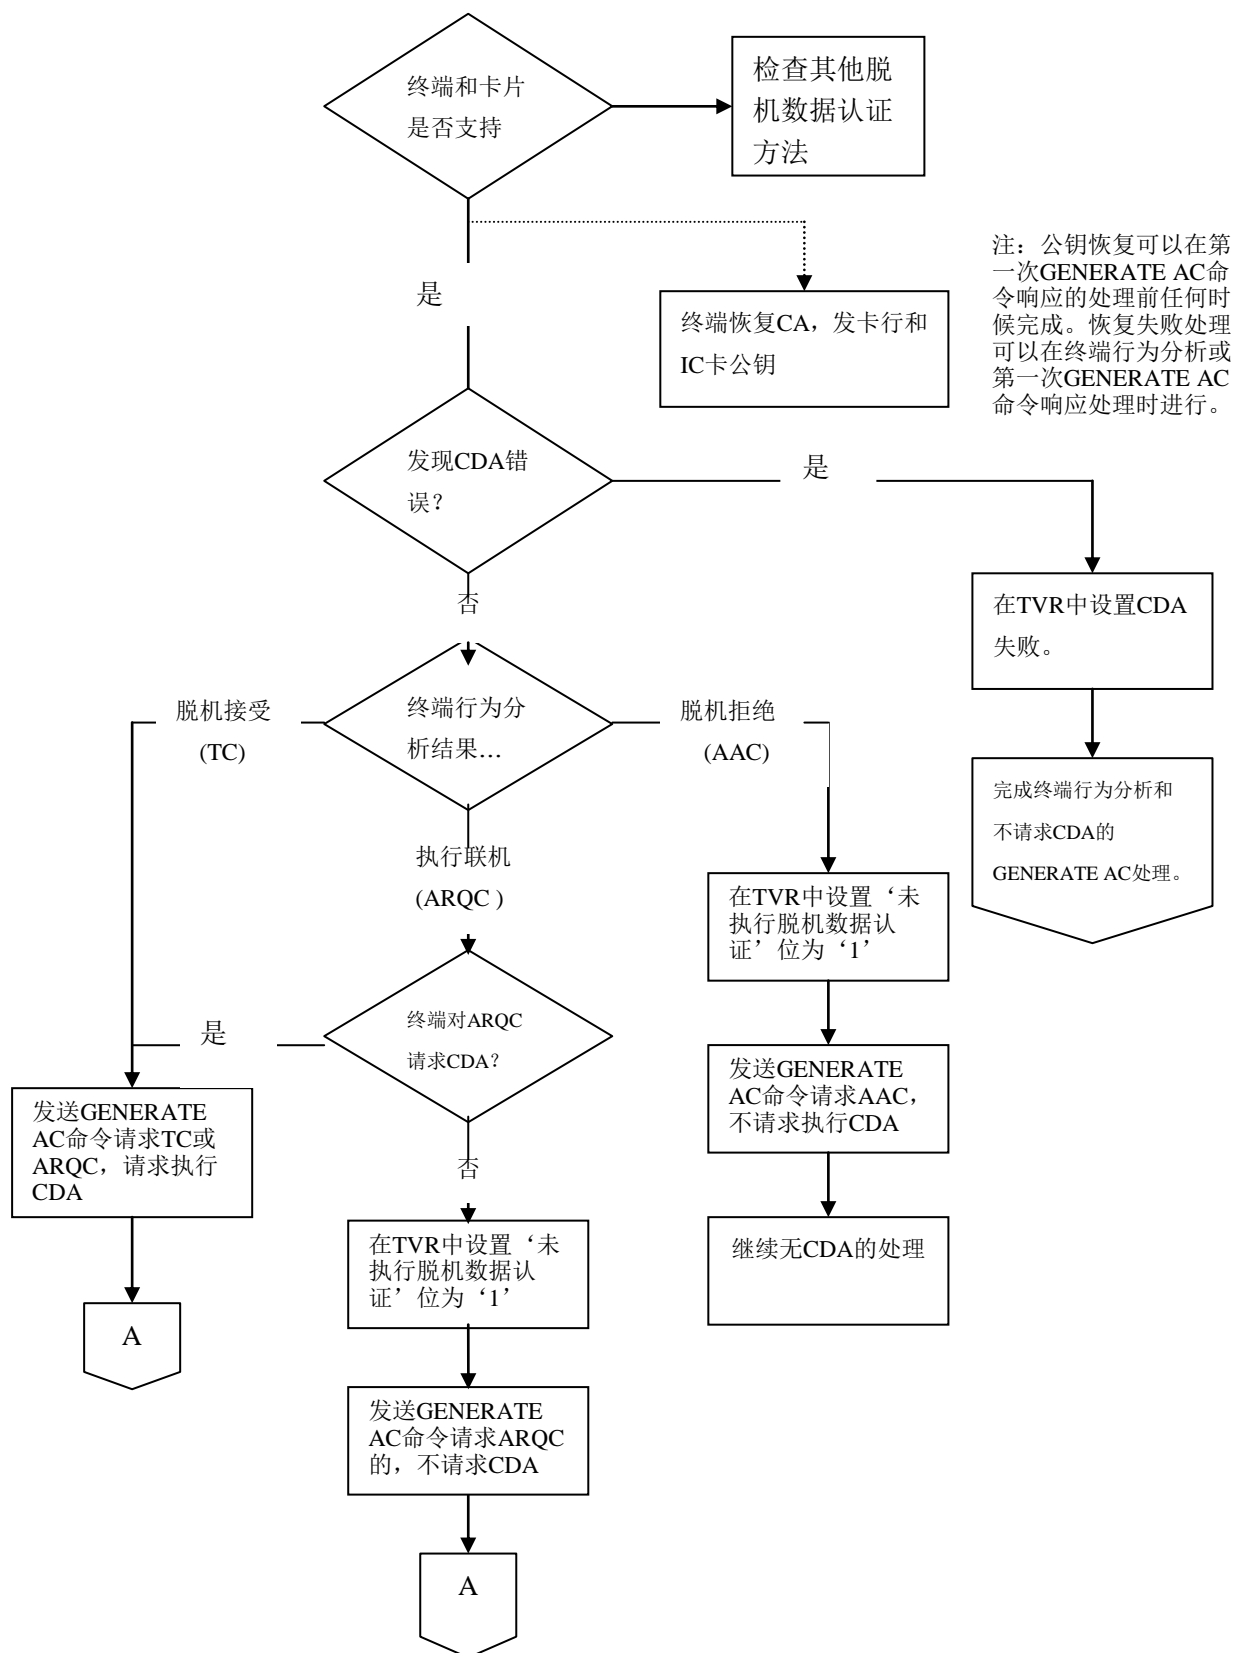 终端和卡片
是否支持
检查其他脱
机数据认证
方法
是
终端恢复CA，发卡行和
IC卡公钥
注：公钥恢复可以在第
一次GENERATE AC命
令响应的处理前任何时
候完成。恢复失败处理
可以在终端行为分析或
第一次GENERATE AC
命令响应处理时进行。
发现CDA错
误？
是
否
在TVR中设置CDA
失败。
脱机接受
(TC)
终端行为分
析结果…
脱机拒绝
(AAC)
完成终端行为分析和
不请求CDA的
GENERATE AC处理。
执行联机
(ARQC )
在TVR中设置‘未
执行脱机数据认
证’位为‘1’
终端对ARQC
请求CDA？
是
发送GENERATE
AC命令请求TC或
ARQC，请求执行
CDA
发送GENERATE
AC命令请求AAC，
不请求执行CDA
否
在TVR中设置‘未
执行脱机数据认
证’位为‘1’
继续无CDA的处理
A
发送GENERATE
AC命令请求ARQC
的，不请求CDA
A